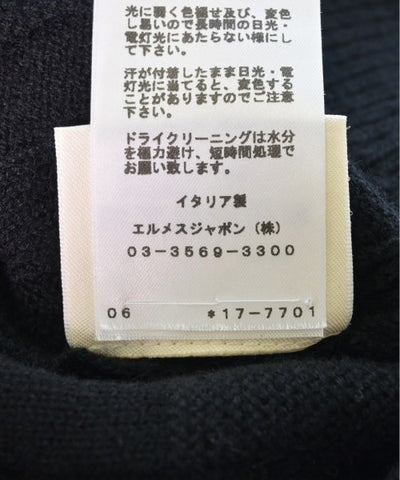 光に弱く色褪せ及び、変色
し易いので長時間の日光・
電灯光にあたらない様にし
て下さい。
汗が付着したまま日光・電
灯光に当てると、変色する
ことがありますのでご注意
下さい。
ドライクリーニングは水分
を極力避け、短時間処理で
お願い致します。
イタリア製
エルメスジャポン(株)
03-3569-3300
06 *17-7701